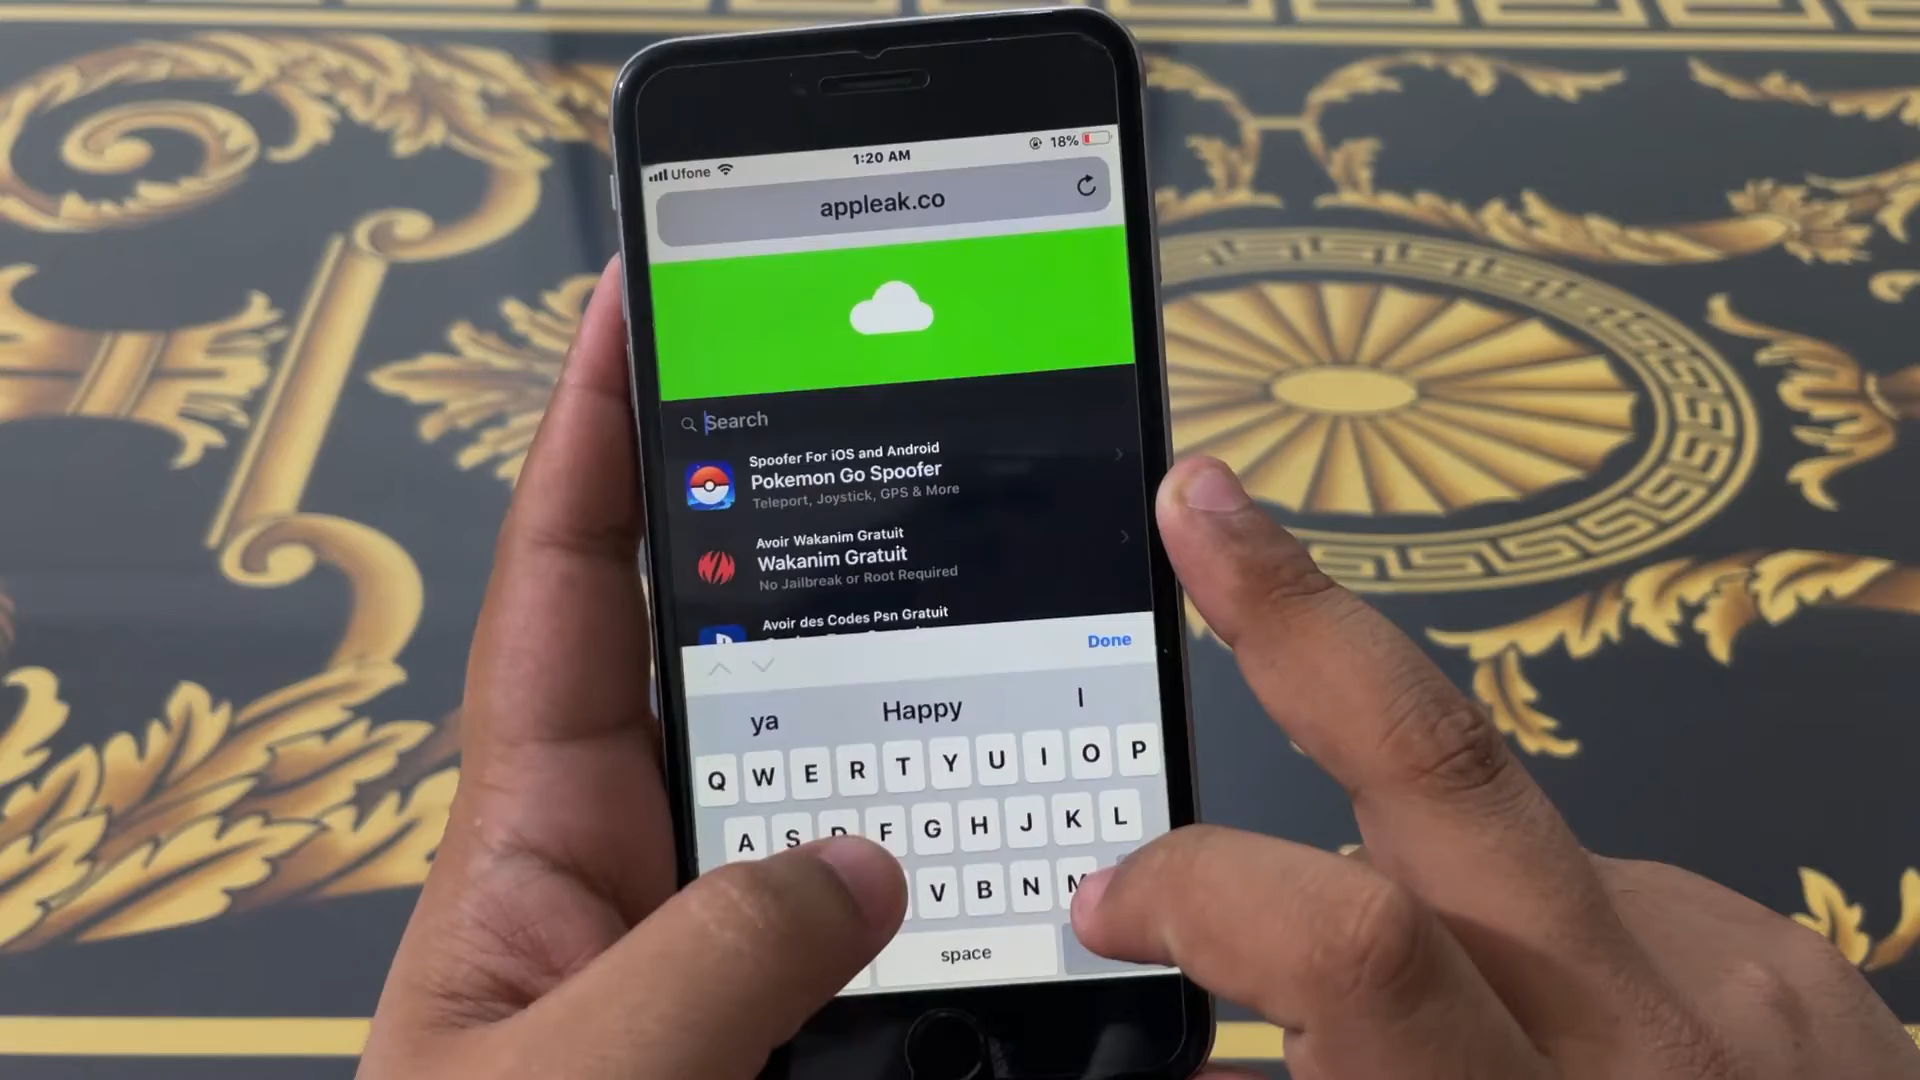 Ufone
1:20 AM
18%
appleak.co
Search
Spoofer For iOS and Android
Pokemon Go Spoofer
Teleport, Joystick, GPS & More
Avoir Wakanim Gratuit
Wakanim Gratuit
No Jailbreak or Root Required
Avoir des Codes Psn Gratuit
Done
ya Happy I
Q W E R T Y U I O P
A S D F G H J K L
V B N M
space